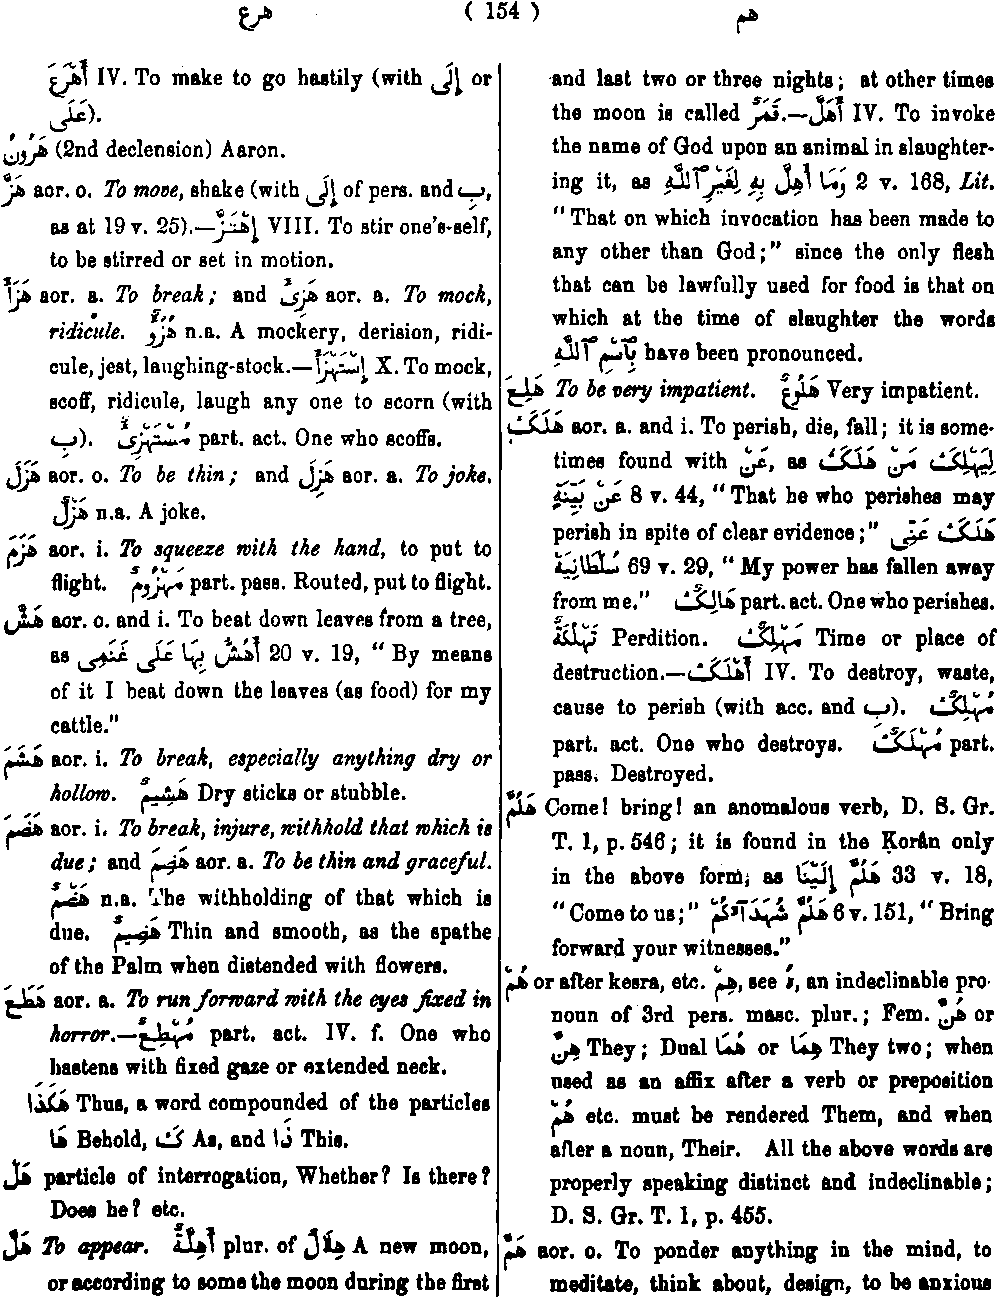 هرع ( 154 ) هم
أَهْرَعَ IV. To make to go hastily (with إِلَى or
عَلَى).
هَٰرُونُ (2nd declension) Aaron.
هَزَّ aor. o. To move, shake (with إِلَى of pers. and بِ,
as at 19 v. 25).—إِهْتَزَّ VIII. To stir one's-self,
to be stirred or set in motion.
هَزَأَ aor. a. To break; and هَزِئَ aor. a. To mock,
ridicule. هُزُؤٌ n.a. A mockery, derision, ridi-
cule, jest, laughing-stock.—إِسْتَهْزَأَ X. To mock,
scoff, ridicule, laugh any one to scorn (with
بِ). مُسْتَهْزِئٌ part. act. One who scoffs.
هَزَلَ aor. o. To be thin; and هَزِلَ aor. a. To joke.
هَزْلٌ n.a. A joke.
هَزَمَ aor. i. To squeeze with the hand, to put to
flight. مَهْزُومٌ part. pass. Routed, put to flight.
هَشَّ aor. o. and i. To beat down leaves from a tree,
as أَهُشُّ بِهَا عَلَى غَنَمِى 20 v. 19, "By means
of it I beat down the leaves (as food) for my
cattle."
هَشَمَ aor. i. To break, especially anything dry or
hollow. هَشِيمٌ Dry sticks or stubble.
هَضَمَ aor. i. To break, injure, withhold that which is
due; and هَضِمَ aor. a. To be thin and graceful.
هَضْمٌ n.a. The withholding of that which is
due. هَضِيمٌ Thin and smooth, as the spathe
of the Palm when distended with flowers.
هَطَعَ aor. a. To run forward with the eyes fixed in
horror.—مُهْطِعٌ part. act. IV. f. One who
hastens with fixed gaze or extended neck.
هَكَذَا Thus, a word compounded of the particles
هَا Behold, كَ As, and ذَا This.
هَلْ particle of interrogation, Whether? Is there?
Does he? etc.
هَلَّ To appear. أَهِلَّةٌ plur. of هِلَالٌ A new moon,
or according to some the moon during the first
and last two or three nights; at other times
the moon is called قَمَرٌ.—أَهَلَّ IV. To invoke
the name of God upon an animal in slaughter-
ing it, as وَمَا أُهِلَّ بِهِ لِغَيْرِ ٱللَّهِ 2 v. 168, Lit.
"That on which invocation has been made to
any other than God;" since the only flesh
that can be lawfully used for food is that on
which at the time of slaughter the words
بِٱسْمِ ٱللَّهِ have been pronounced.
هَلِعَ To be very impatient. هَلُوعٌ Very impatient.
هَلَكَ aor. a. and i. To perish, die, fall; it is some-
times found with عَنْ, as لِيَهْلِكَ مَنْ هَلَكَ
عَنْ بَيِّنَةٍ 8 v. 44, "That he who perishes may
perish in spite of clear evidence;" هَلَكَ عَنِّى
سُلْطَانِيَهْ 69 v. 29, "My power has fallen away
from me." هَالِكٌ part. act. One who perishes.
تَهْلُكَةٌ Perdition. مَهْلِكٌ Time or place of
destruction.—أَهْلَكَ IV. To destroy, waste,
cause to perish (with acc. and بِ). مُهْلِكٌ
part. act. One who destroys. مُهْلَكٌ part.
pass. Destroyed.
هَلُمَّ Come! bring! an anomalous verb, D. S. Gr.
T. 1, p. 546; it is found in the Ḳorân only
in the above form; as هَلُمَّ إِلَيْنَا 33 v. 18,
"Come to us;" هَلُمَّ شُهَدَآءَكُمْ 6 v. 151, "Bring
forward your witnesses."
هُمْ or after kesra, etc. هِمْ, see هُ, an indeclinable pro-
noun of 3rd pers. masc. plur.; Fem. هُنَّ or
هِنَّ They; Dual هُمَا or هِمَا They two; when
used as an affix after a verb or preposition
هُمْ etc. must be rendered Them, and when
after a noun, Their. All the above words are
properly speaking distinct and indeclinable;
D. S. Gr. T. 1, p. 455.
هَمَّ aor. o. To ponder anything in the mind, to
meditate, think about, design, to be anxious